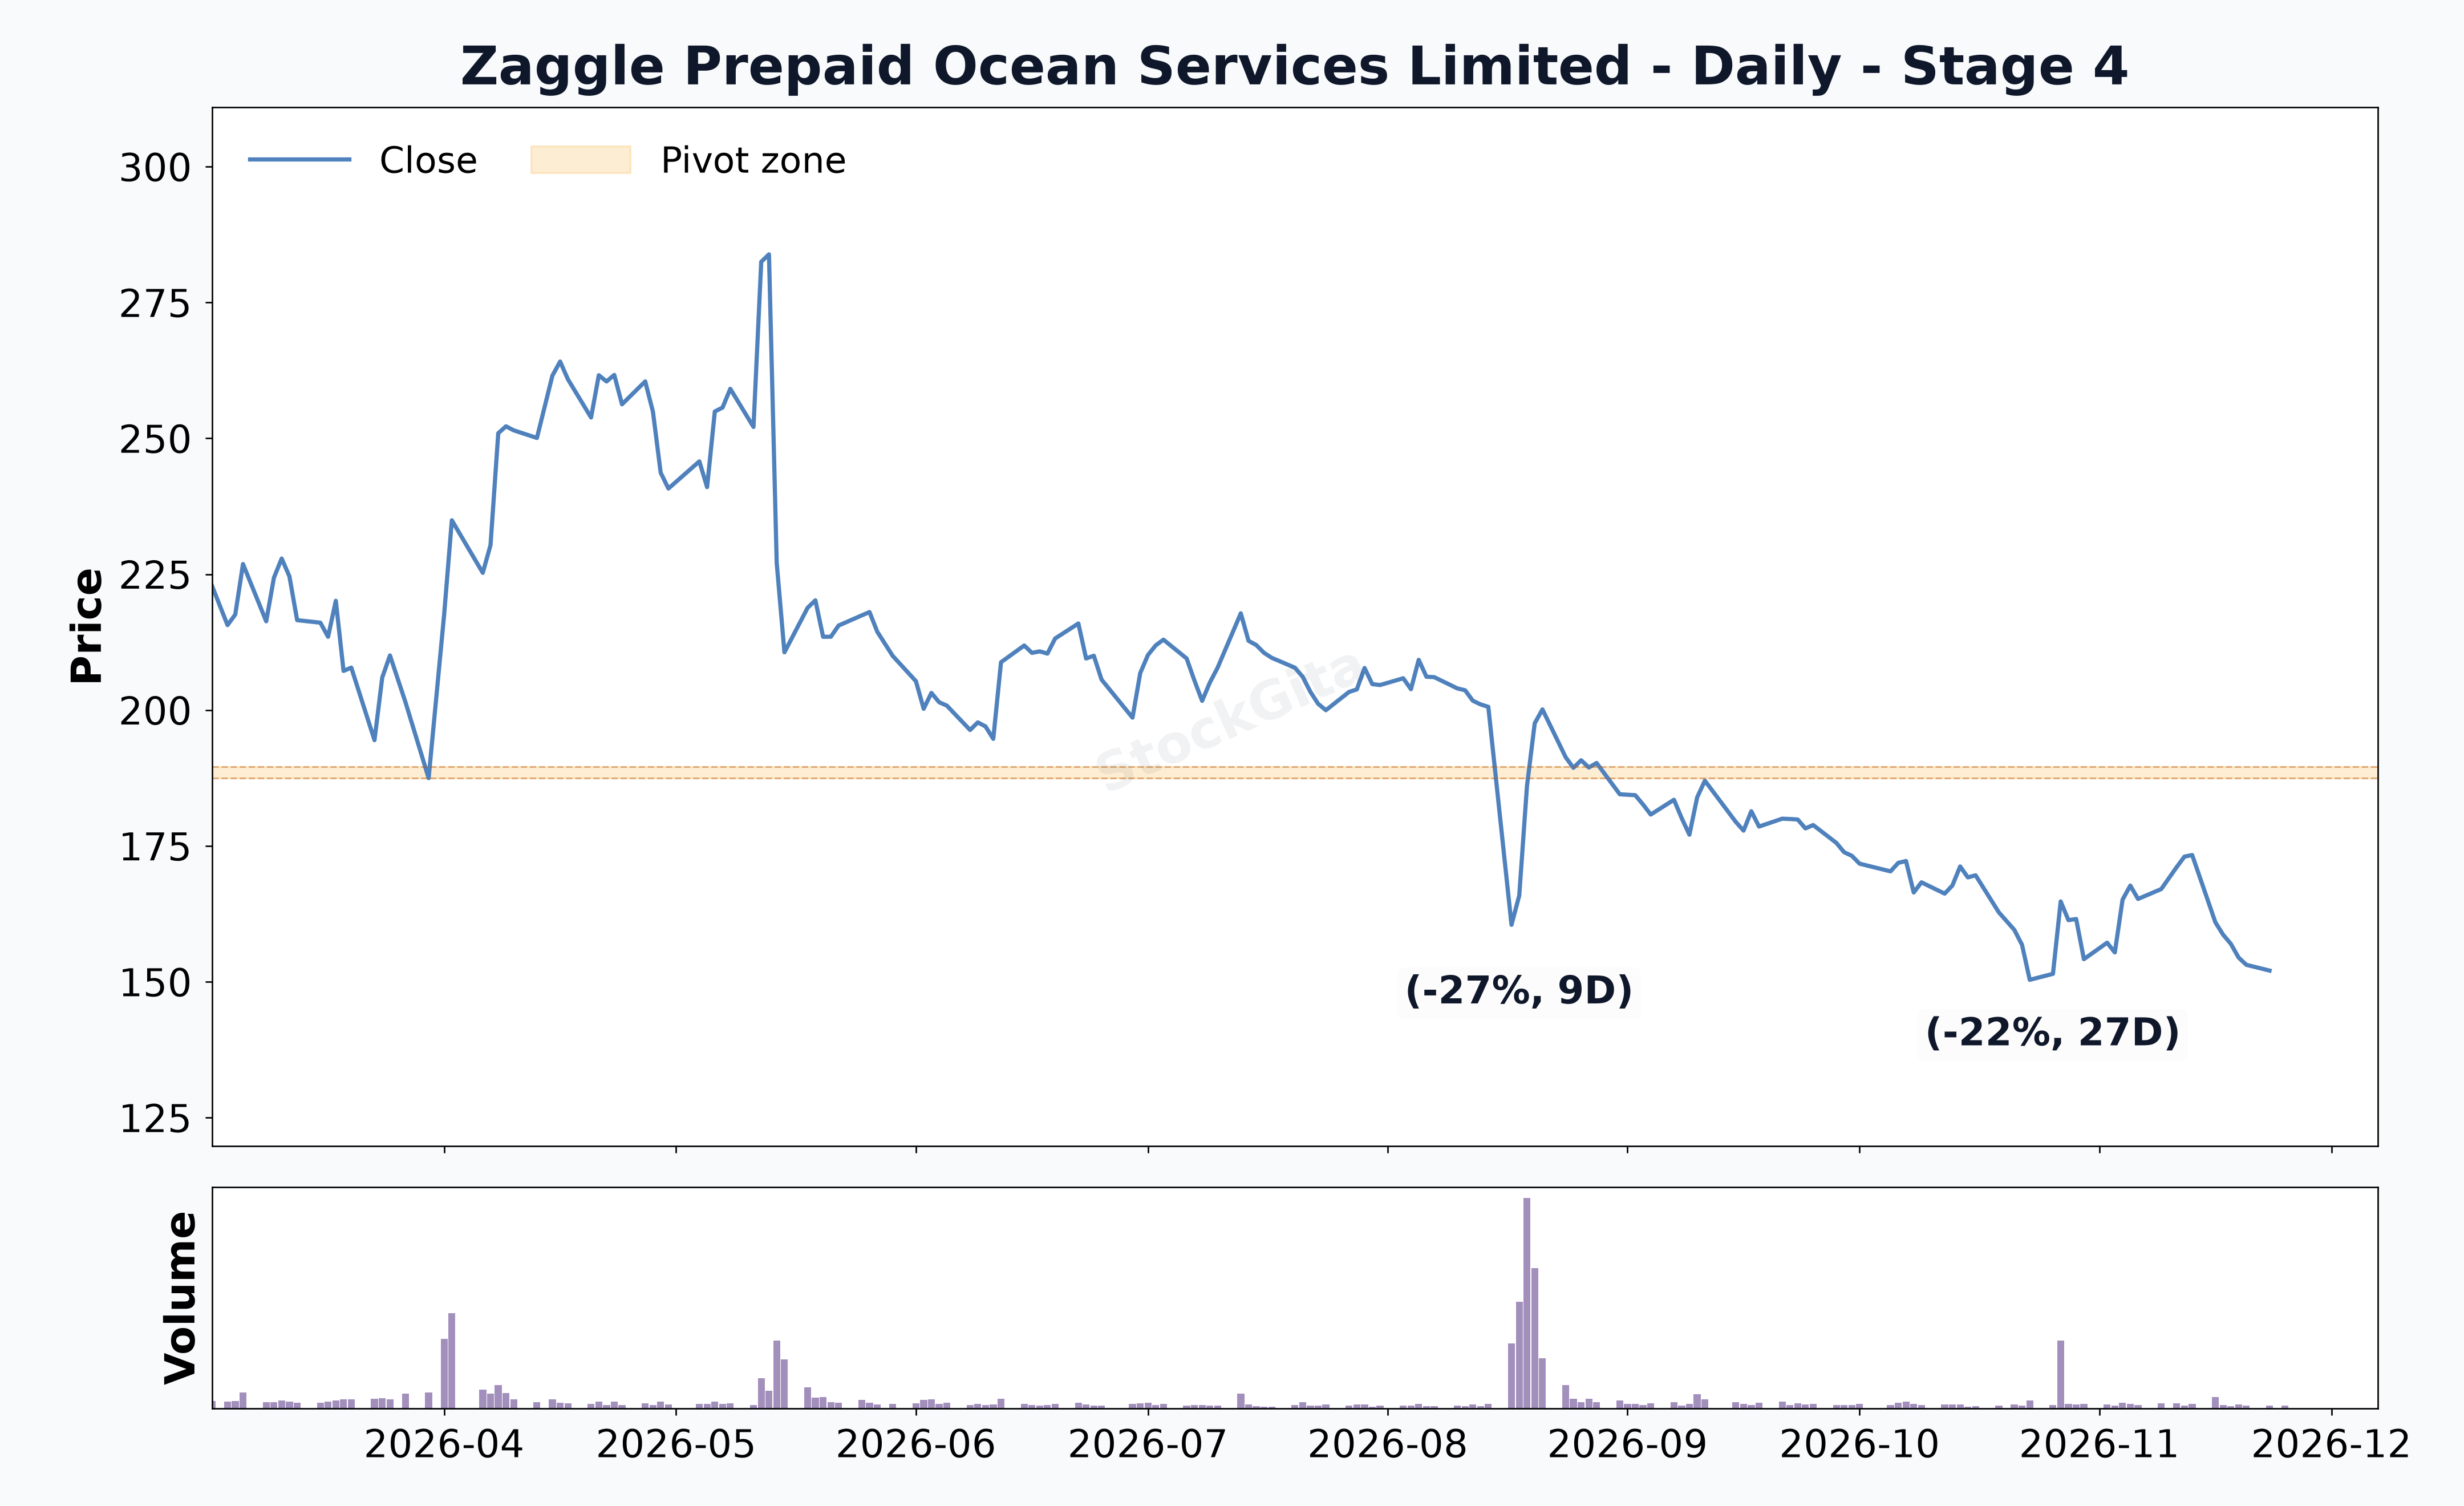 Zaggle Prepaid Ocean Services Limited - Daily - Stage 4
Close
Pivot zone
Price
300
275
250
225
200
175
150
125
StockGita
(-27%, 9D)
(-22%, 27D)
Volume
2026-04
2026-05
2026-06
2026-07
2026-08
2026-09
2026-10
2026-11
2026-12